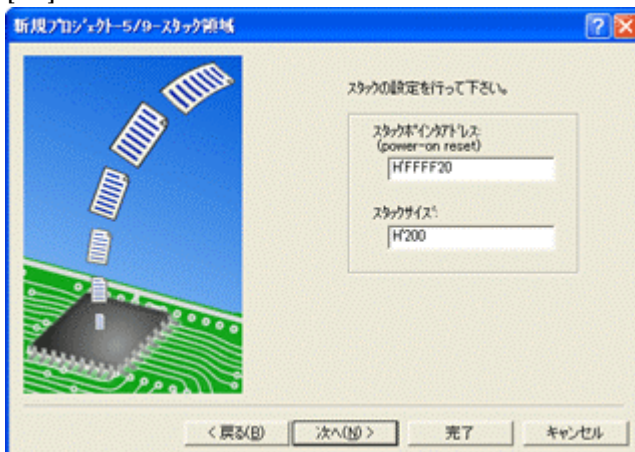 新規プロジェクト-5/9-スタック領域
スタックの設定を行って下さい。
スタックポインタアドレス:
(power-on reset)
H'FFFF20
スタックサイズ:
H'200
< 戻る(B)
次へ(N) >
完了
キャンセル